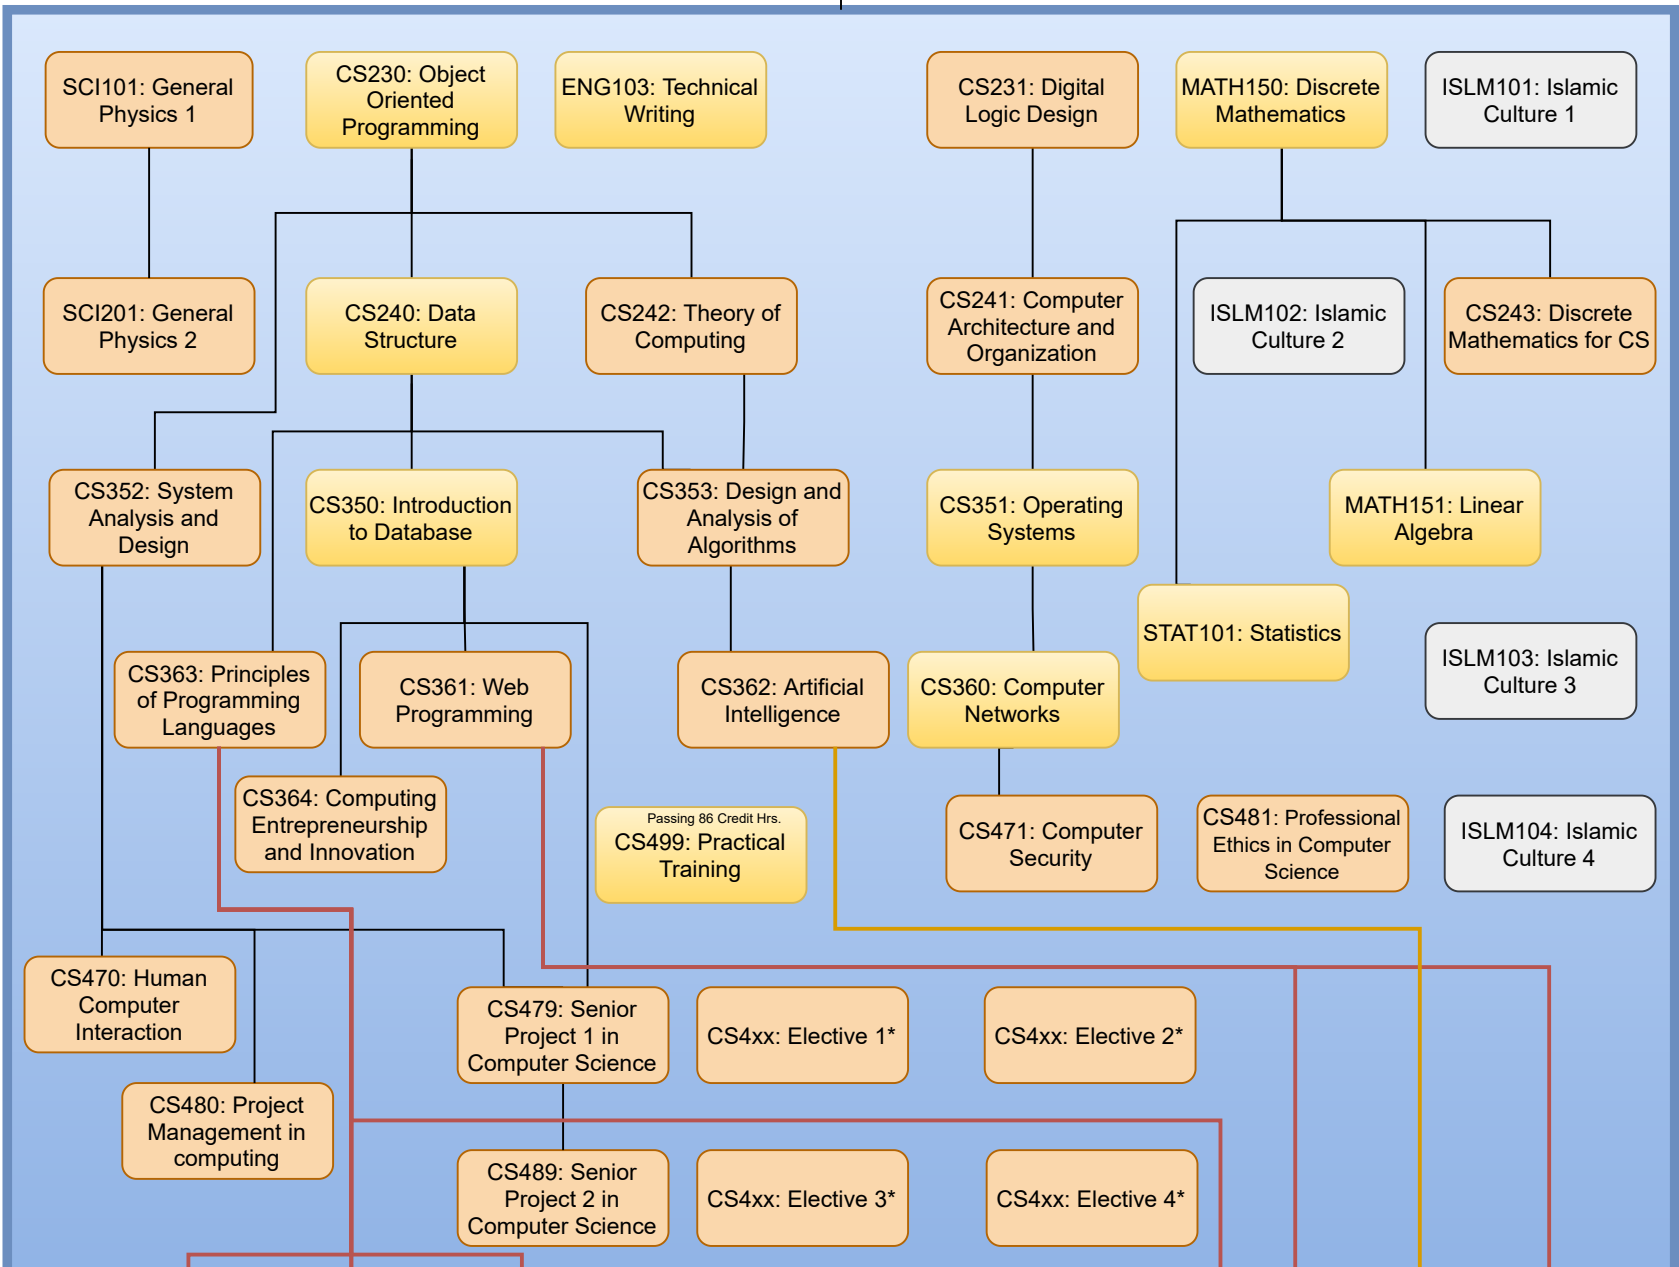 SCI101: General
Physics 1
CS230: Object
Oriented
Programming
ENG103: Technical
Writing
CS231: Digital
Logic Design
MATH150: Discrete
Mathematics
ISLM101: Islamic
Culture 1
SCI201: General
Physics 2
CS240: Data
Structure
CS242: Theory of
Computing
CS241: Computer
Architecture and
Organization
ISLM102: Islamic
Culture 2
CS243: Discrete
Mathematics for CS
CS352: System
Analysis and
Design
CS350: Introduction
to Database
CS353: Design and
Analysis of
Algorithms
CS351: Operating
Systems
MATH151: Linear
Algebra
STAT101: Statistics
CS363: Principles
of Programming
Languages
CS361: Web
Programming
CS362: Artificial
Intelligence
CS360: Computer
Networks
ISLM103: Islamic
Culture 3
CS364: Computing
Entrepreneurship
and Innovation
Passing 86 Credit Hrs.
CS499: Practical
Training
CS471: Computer
Security
CS481: Professional
Ethics in Computer
Science
ISLM104: Islamic
Culture 4
CS470: Human
Computer
Interaction
CS479: Senior
Project 1 in
Computer Science
CS4xx: Elective 1*
CS4xx: Elective 2*
CS480: Project
Management in
computing
CS489: Senior
Project 2 in
Computer Science
CS4xx: Elective 3*
CS4xx: Elective 4*